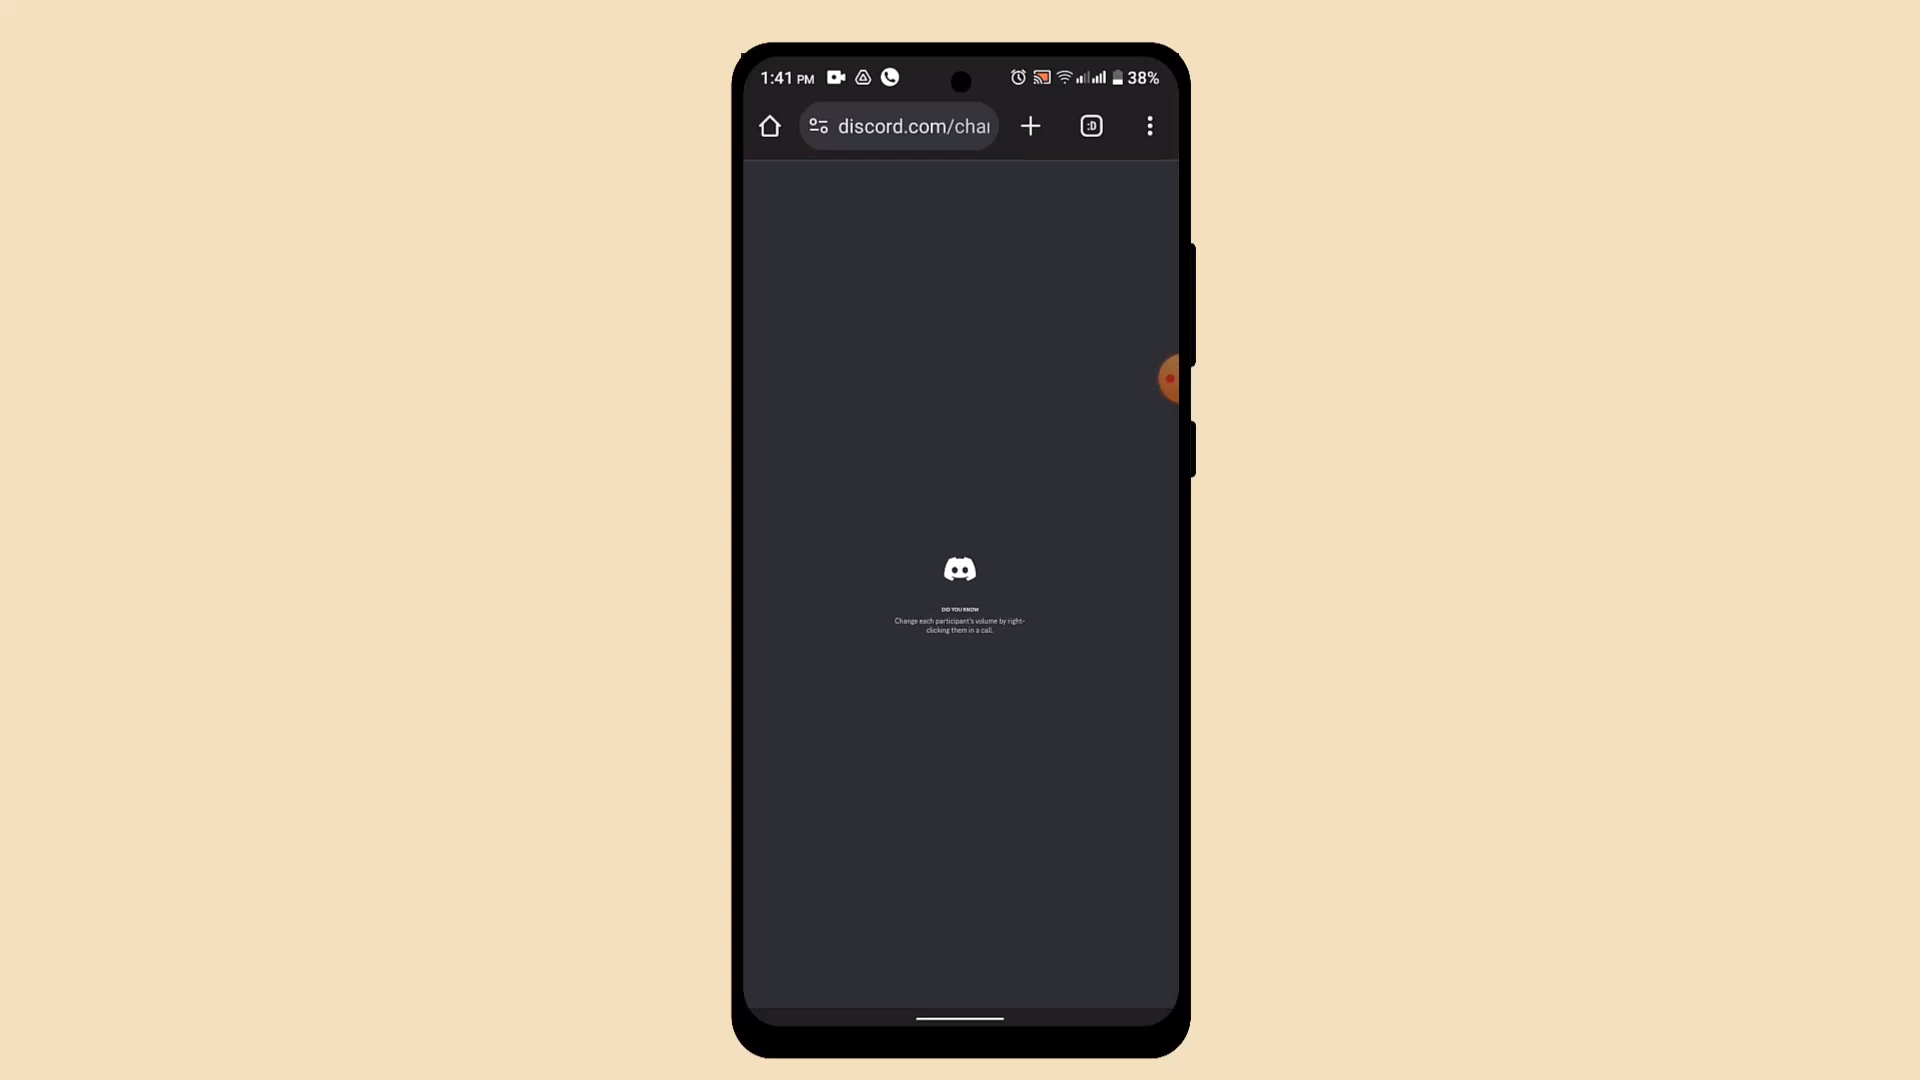 1:41 PM 38%
discord.com/chai :D
DID YOU KNOW
Change each participant's volume by right-
clicking them in a call.